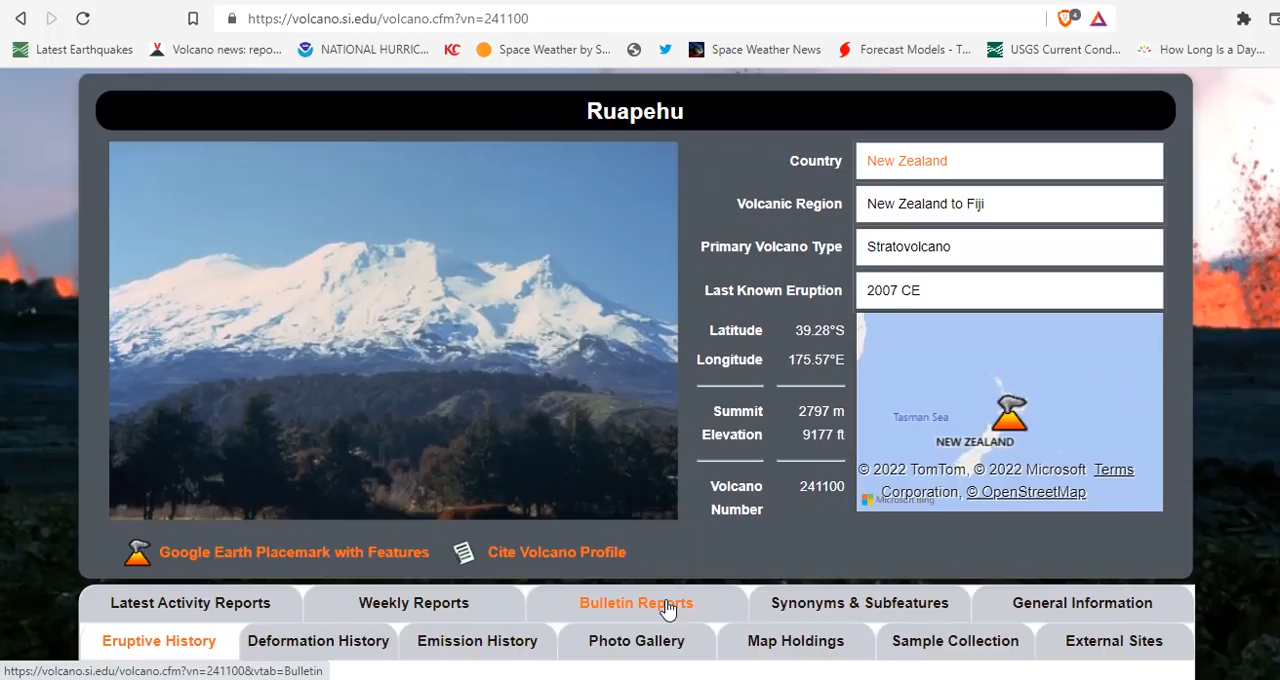 https://volcano.si.edu/volcano.cfm?vn=241100
4
Latest Earthquakes
Volcano news: repo...
NATIONAL HURRIC...
KC
Space Weather by S...
Space Weather News
Forecast Models - T...
USGS Current Cond...
How Long Is a Day...
Ruapehu
Country
New Zealand
Volcanic Region
New Zealand to Fiji
Primary Volcano Type
Stratovolcano
Last Known Eruption
2007 CE
Latitude
39.28°S
Longitude
175.57°E
Summit
Elevation
2797 m
9177 ft
Volcano
Number
241100
Tasman Sea
NEW ZEALAND
© 2022 TomTom, © 2022 Microsoft Terms
Corporation, © OpenStreetMap
Microsoft Bing
Google Earth Placemark with Features
Cite Volcano Profile
Latest Activity Reports
Weekly Reports
Bulletin Reports
Synonyms & Subfeatures
General Information
Eruptive History
Deformation History
Emission History
Photo Gallery
Map Holdings
Sample Collection
External Sites
https://volcano.si.edu/volcano.cfm?vn=241100&vtab=Bulletin